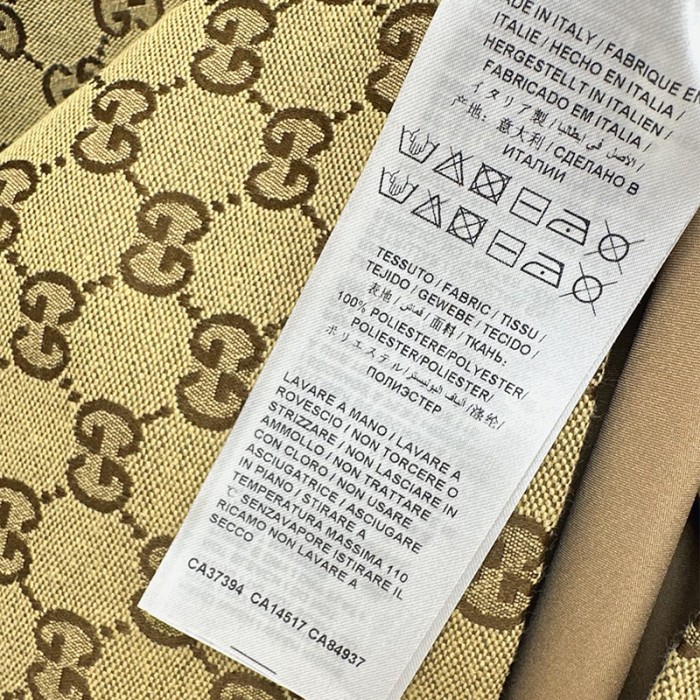 MADE IN ITALY / FABRIQUE EN
ITALIE / HECHO EN ITALIA /
HERGESTELLT IN ITALIEN /
FABRICADO EM ITALIA /
イタリア製 / الأصل في إيطاليا /
产地: 意大利 / СДЕЛАНО В
ИТАЛИИ
TESSUTO / FABRIC / TISSU /
TEJIDO / GEWEBE / TECIDO /
表地 / قماش / 面料 / ТКАНЬ:
100% POLIESTERE/POLYESTER/
POLYESTER/POLIESTER/
ポリエステル / ألياف البوليستر / 涤纶 /
ПОЛИЭСТЕР
LAVARE A MANO / LAVARE A
ROVESCIO / NON TORCERE O
STRIZZARE / NON LASCIARE IN
AMMOLLO / NON TRATTARE
CON CLORO / NON USARE
ASCIUGATRICE / ASCIUGARE
IN PIANO / STIRARE A
TEMPERATURA MASSIMA 110
°C SENZAVAPORE ISTIRARE IL
RICAMO NON LAVARE A
SECCO
CA37394 CA14517 CA84937